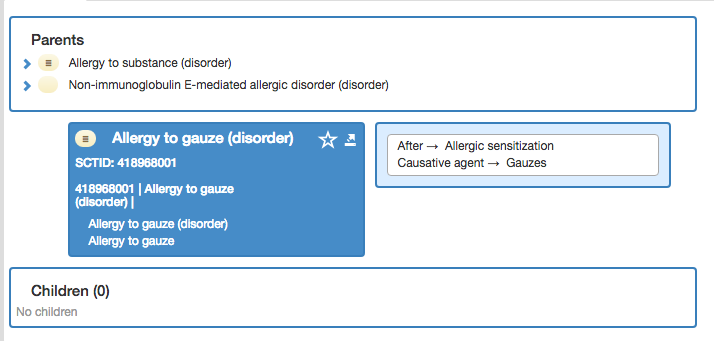 Parents
Allergy to substance (disorder)
Non-immunoglobulin E-mediated allergic disorder (disorder)
Allergy to gauze (disorder)
SCTID: 418968001
418968001 | Allergy to gauze
(disorder) |
Allergy to gauze (disorder)
Allergy to gauze
After → Allergic sensitization
Causative agent → Gauzes
Children (0)
No children